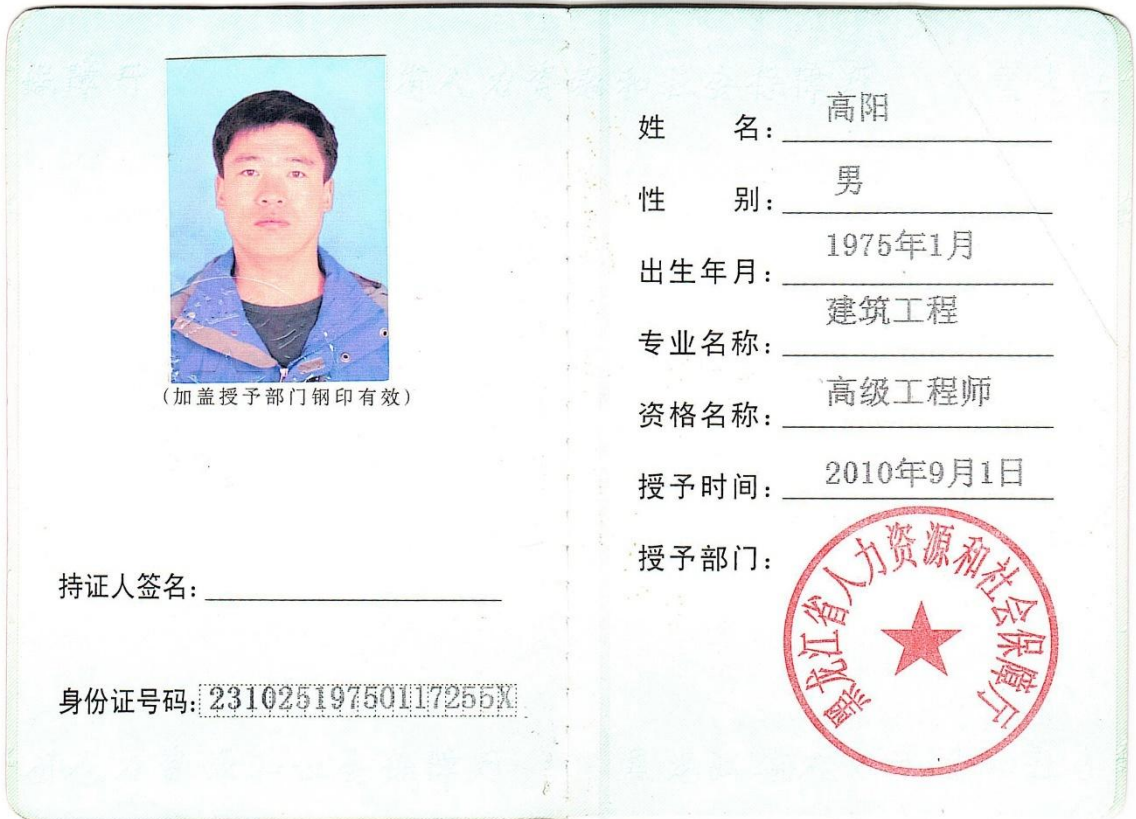 (加盖授予部门钢印有效)
持证人签名:
身份证号码: 23102519750117255X
姓 名: 高阳
性 别: 男
出生年月: 1975年1月
专业名称: 建筑工程
资格名称: 高级工程师
授予时间: 2010年9月1日
授予部门:
黑龙江省人力资源和社会保障厅